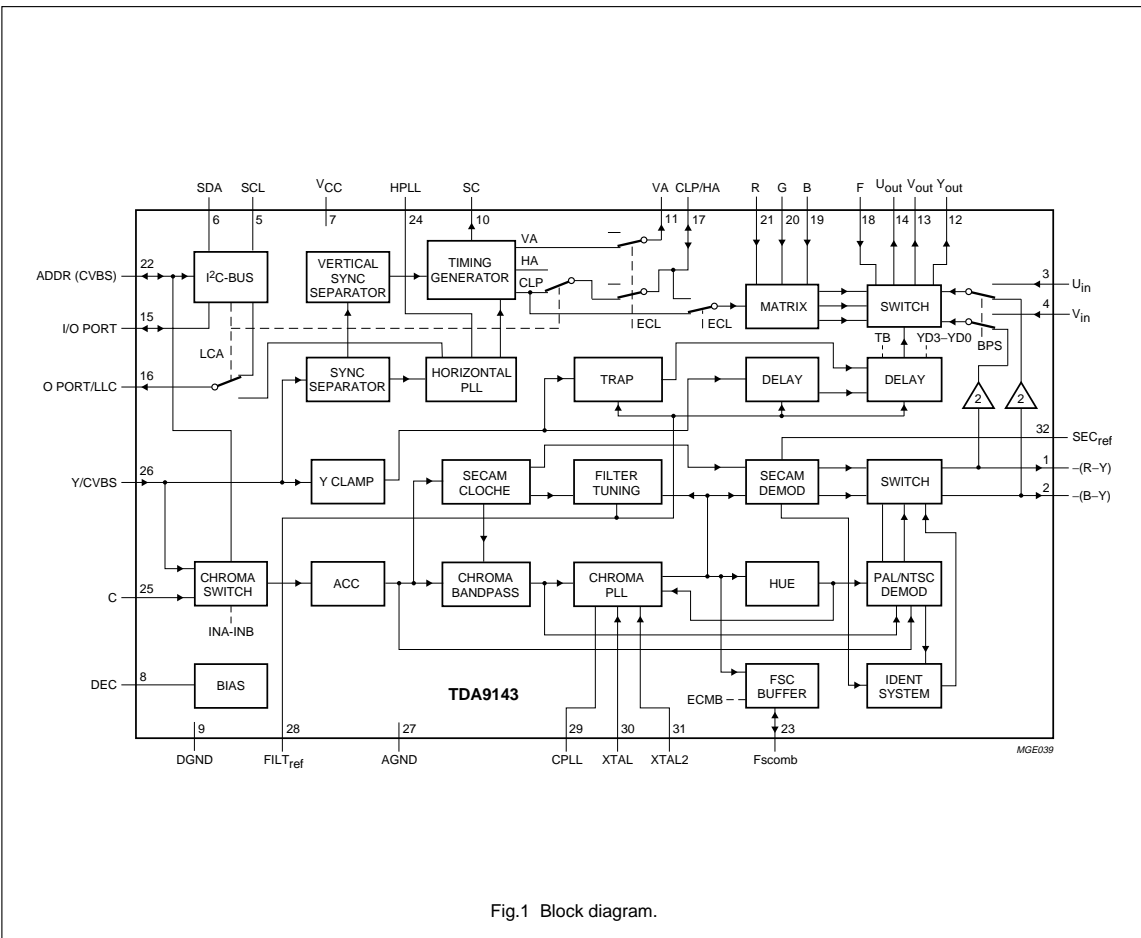 SDA SCL VCC HPLL SC VA CLP/HA R G B F Uout Vout Yout
6 5 7 24 10 11 17 21 20 19 18 14 13 12
ADDR (CVBS) 22
I2C-BUS
VERTICAL
SYNC
SEPARATOR
TIMING
GENERATOR
VA
HA
CLP
MATRIX
SWITCH
3 Uin
4 Vin
I/O PORT 15
ECL ECL
TB YD3–YD0
BPS
LCA
O PORT/LLC 16
SYNC
SEPARATOR
HORIZONTAL
PLL
TRAP
DELAY
DELAY
2 2
32 SECref
Y/CVBS 26
Y CLAMP
SECAM
CLOCHE
FILTER
TUNING
SECAM
DEMOD
SWITCH
1 –(R–Y)
2 –(B–Y)
C 25
CHROMA
SWITCH
ACC
CHROMA
BANDPASS
CHROMA
PLL
HUE
PAL/NTSC
DEMOD
INA-INB
DEC 8
BIAS
TDA9143
ECMB
FSC
BUFFER
IDENT
SYSTEM
9 28 27 29 30 31 23
DGND FILTref AGND CPLL XTAL XTAL2 Fscomb
MGE039
Fig.1 Block diagram.